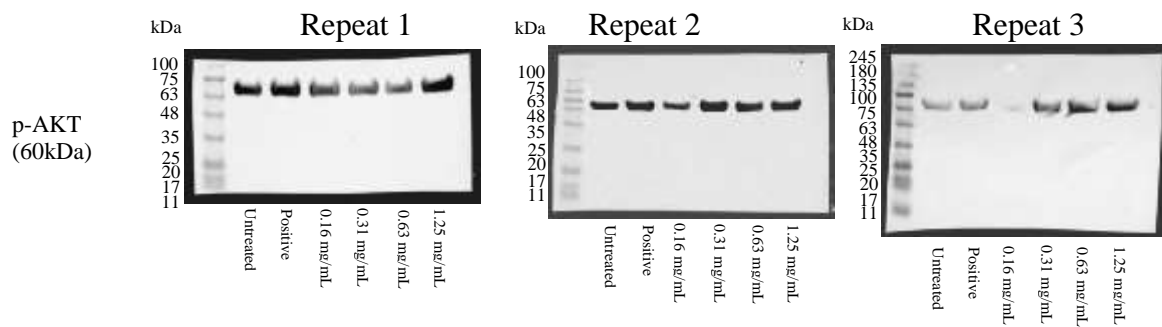 p-AKT
(60kDa)
kDa
Repeat 1
100
75
63
48
35
25
20
17
11
Untreated
Positive
0.16 mg/mL
0.31 mg/mL
0.63 mg/mL
1.25 mg/mL
kDa
Repeat 2
100
75
63
48
35
25
20
17
11
Untreated
Positive
0.16 mg/mL
0.31 mg/mL
0.63 mg/mL
1.25 mg/mL
kDa
Repeat 3
245
180
135
100
75
63
48
35
25
20
17
11
Untreated
Positive
0.16 mg/mL
0.31 mg/mL
0.63 mg/mL
1.25 mg/mL